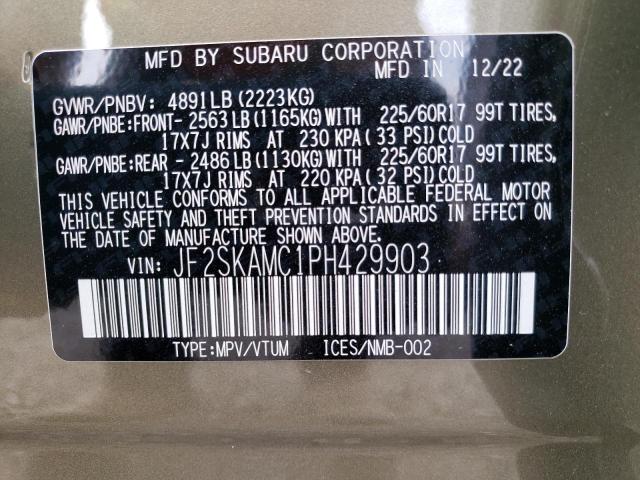 MFD BY SUBARU CORPORATION
MFD IN 12/22
GVWR/PNBV: 4891LB (2223KG)
GAWR/PNBE:FRONT- 2563 LB (1165KG)WITH 225/60R17 99T TIRES,
17X7J RIMS AT 230 KPA ( 33 PSI) COLD
GAWR/PNBE:REAR - 2486 LB (1130KG)WITH 225/60R17 99T TIRES,
17X7J RIMS AT 220 KPA ( 32 PSI) COLD
THIS VEHICLE CONFORMS TO ALL APPLICABLE FEDERAL MOTOR
VEHICLE SAFETY AND THEFT PREVENTION STANDARDS IN EFFECT ON
THE DATE OF MANUFACTURE SHOWN ABOVE.
VIN: JF2SKAMC1PH429903
TYPE:MPV/VTUM ICES/NMB-002